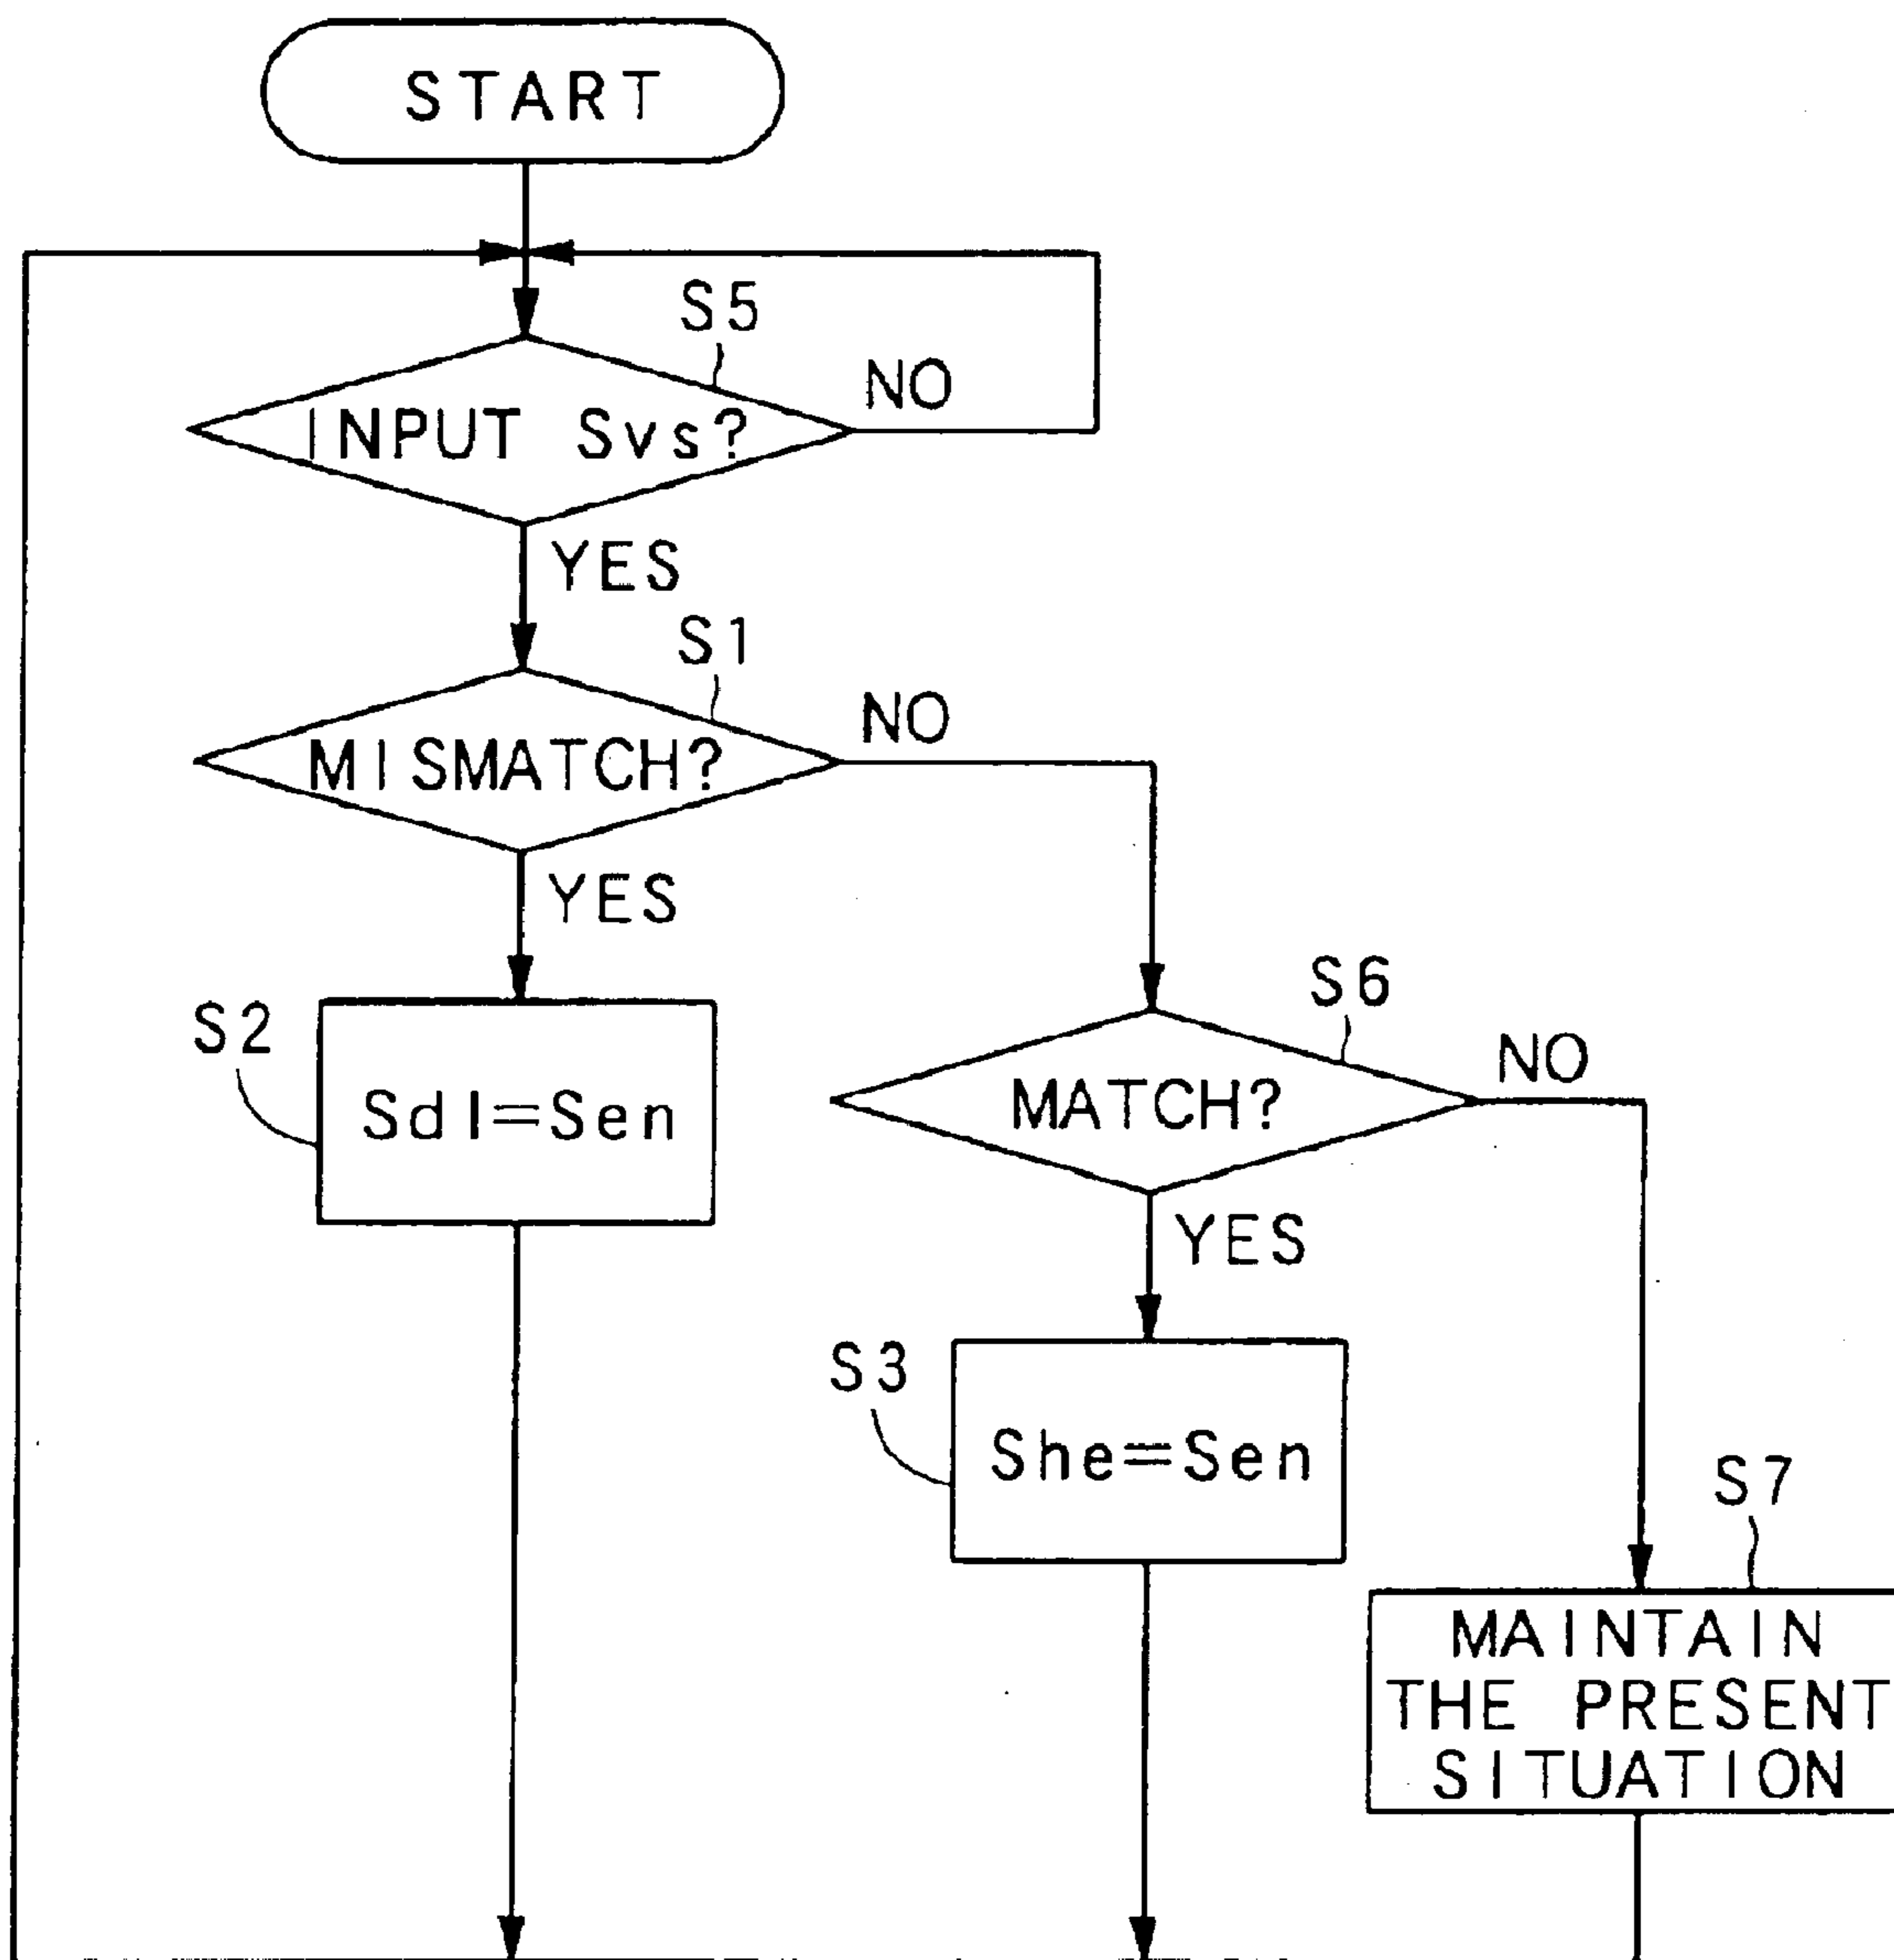 START
S5
INPUT Svs?
NO
YES
S1
MISMATCH?
NO
YES
S2
Sdl=Sen
S6
MATCH?
NO
YES
S3
She=Sen
S7
MAINTAIN
THE PRESENT
SITUATION